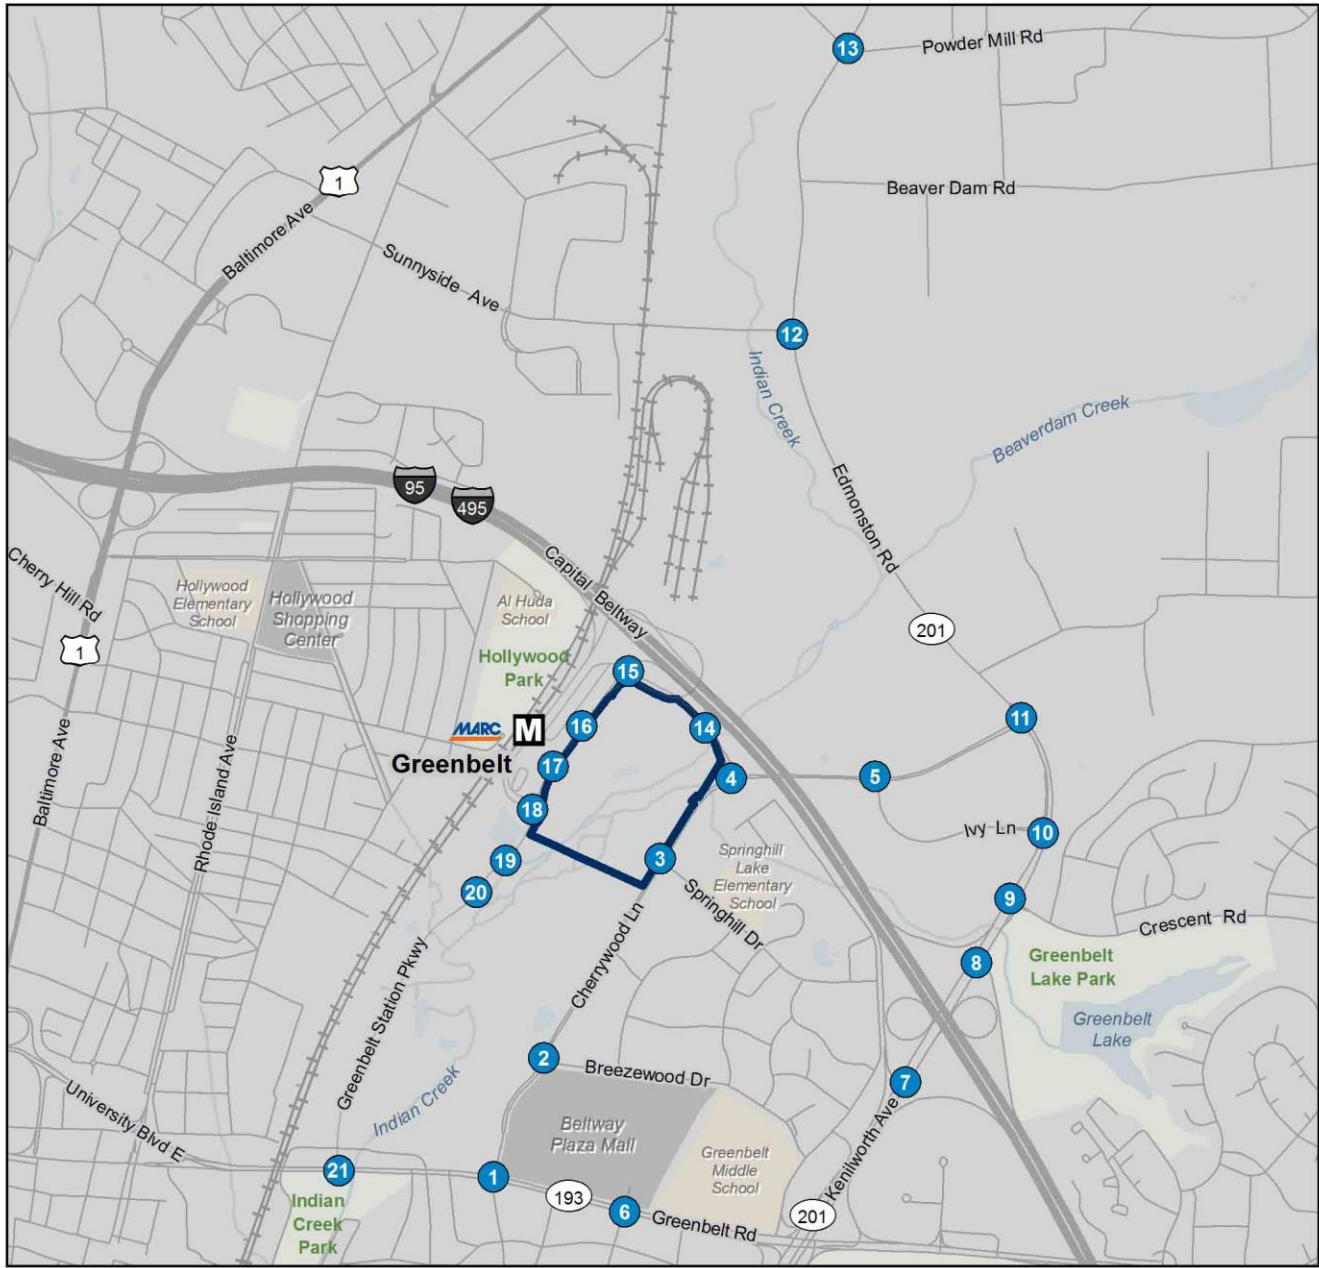 13
Powder Mill Rd
1
Beaver Dam Rd
Baltimore Ave
Sunnyside Ave
12
Indian Creek
Beaverdam Creek
95
495
Edmonston Rd
Capital Beltway
Cherry Hill Rd
Hollywood
Elementary
School
Hollywood
Shopping
Center
Al Huda
School
201
1
Hollywood
Park
15
11
MARC
M
16
14
Greenbelt
17
4
5
Baltimore Ave
Rhode Island Ave
18
Ivy Ln
10
19
3
Springhill
Lake
Elementary
School
20
9
Springhill Dr
Crescent Rd
Cherrywood Ln
8
Greenbelt
Lake Park
Greenbelt Station Pkwy
Greenbelt
Lake
2
Breezewood Dr
7
University Blvd E
Indian Creek
Beltway
Plaza Mall
Greenbelt
Middle
School
Kenilworth Ave
21
1
193
6
Greenbelt Rd
201
Indian
Creek
Park